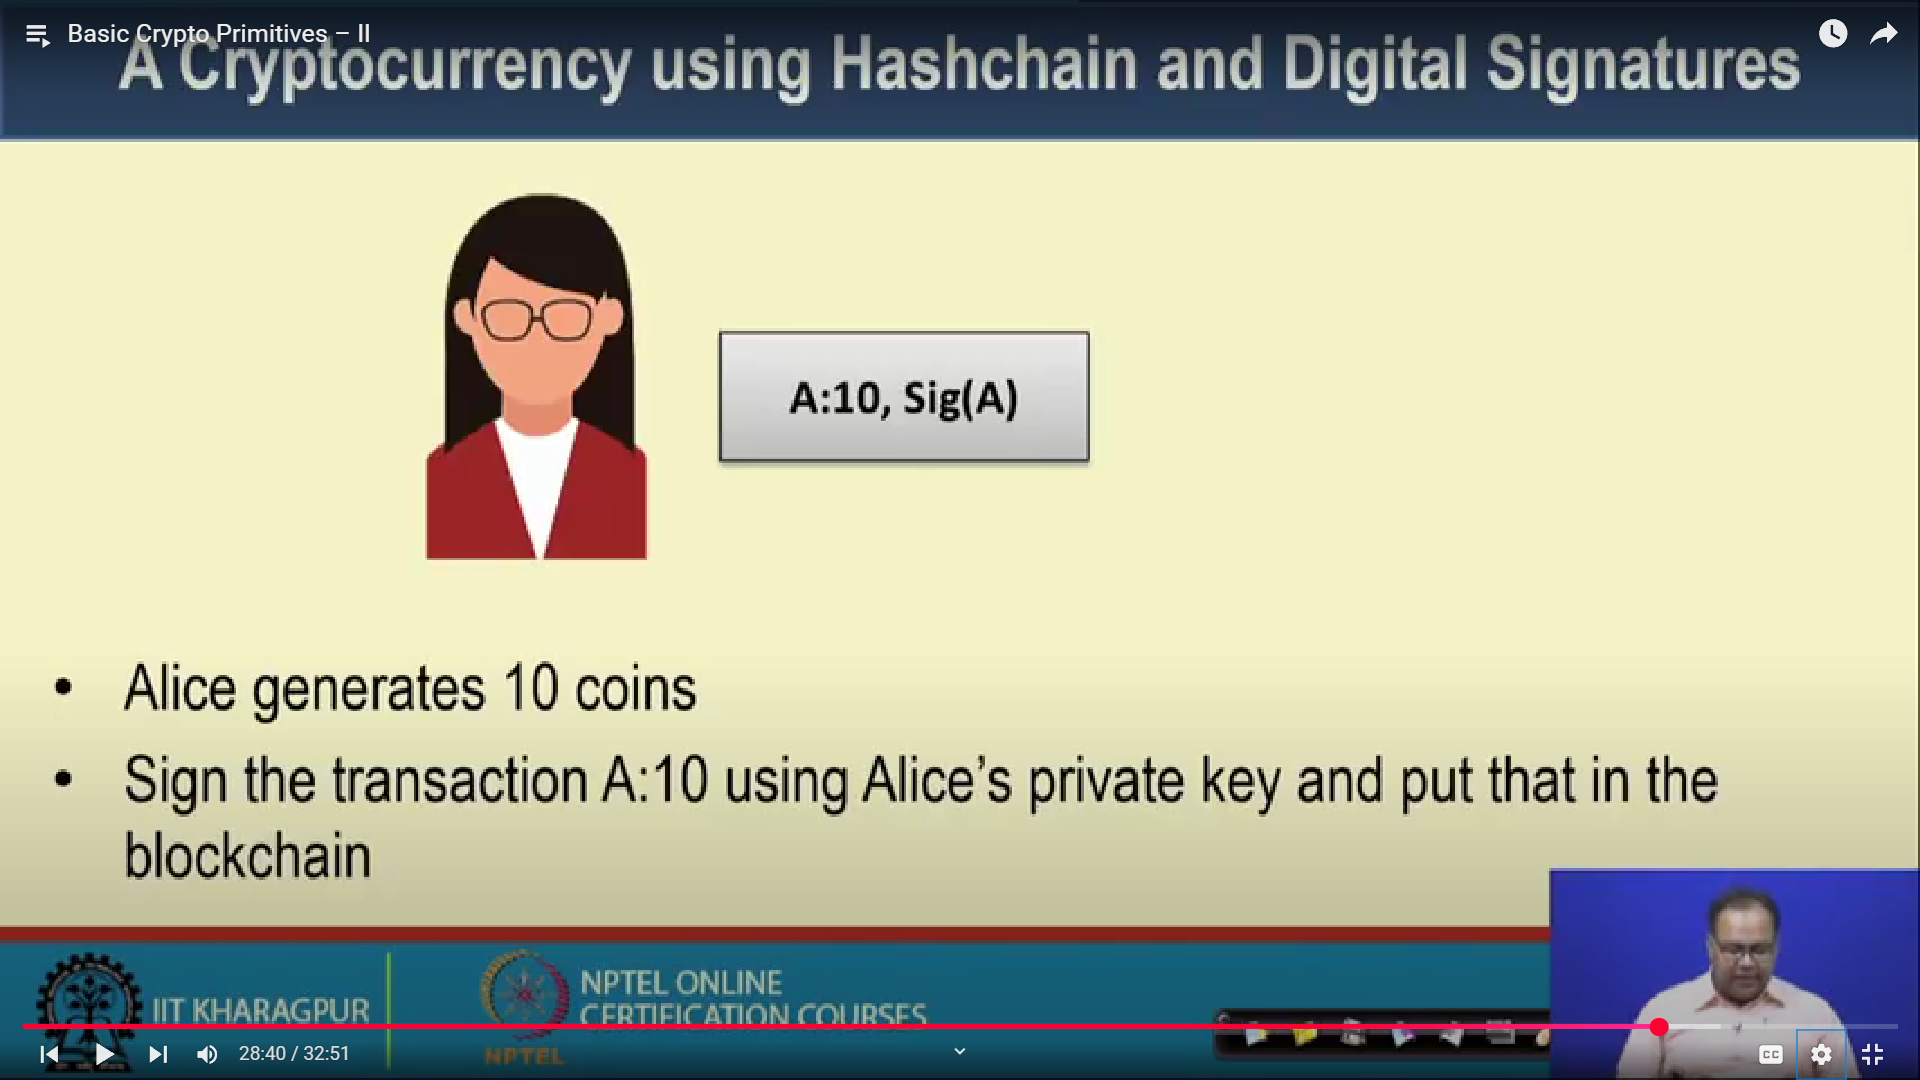 Basic Crypto Primitives – II
A Cryptocurrency using Hashchain and Digital Signatures
A:10, Sig(A)
• Alice generates 10 coins
• Sign the transaction A:10 using Alice’s private key and put that in the
blockchain
IIT KHARAGPUR
NPTEL
NPTEL ONLINE
CERTIFICATION COURSES
28:40 / 32:51
CC